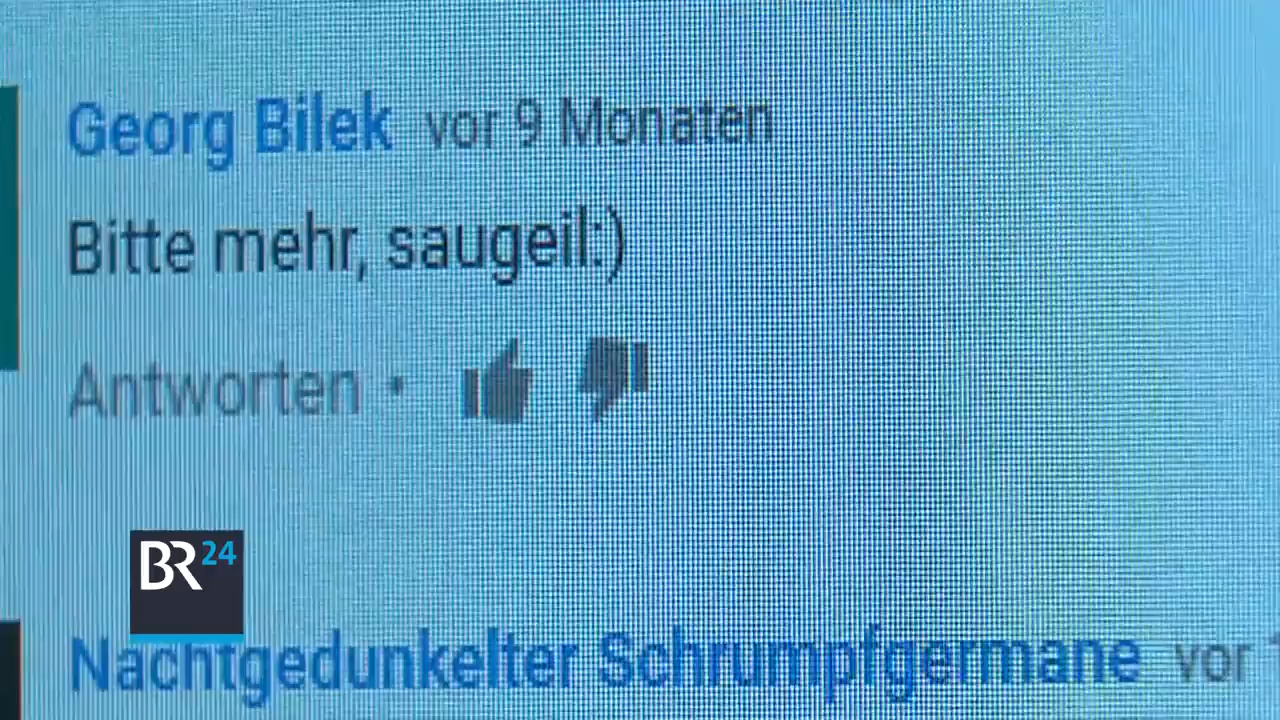 Georg Bilek vor 9 Monaten
Bitte mehr, saugeil:)
Antworten •
BR24
Nachtgedunkelter Schrumpfgermane vor